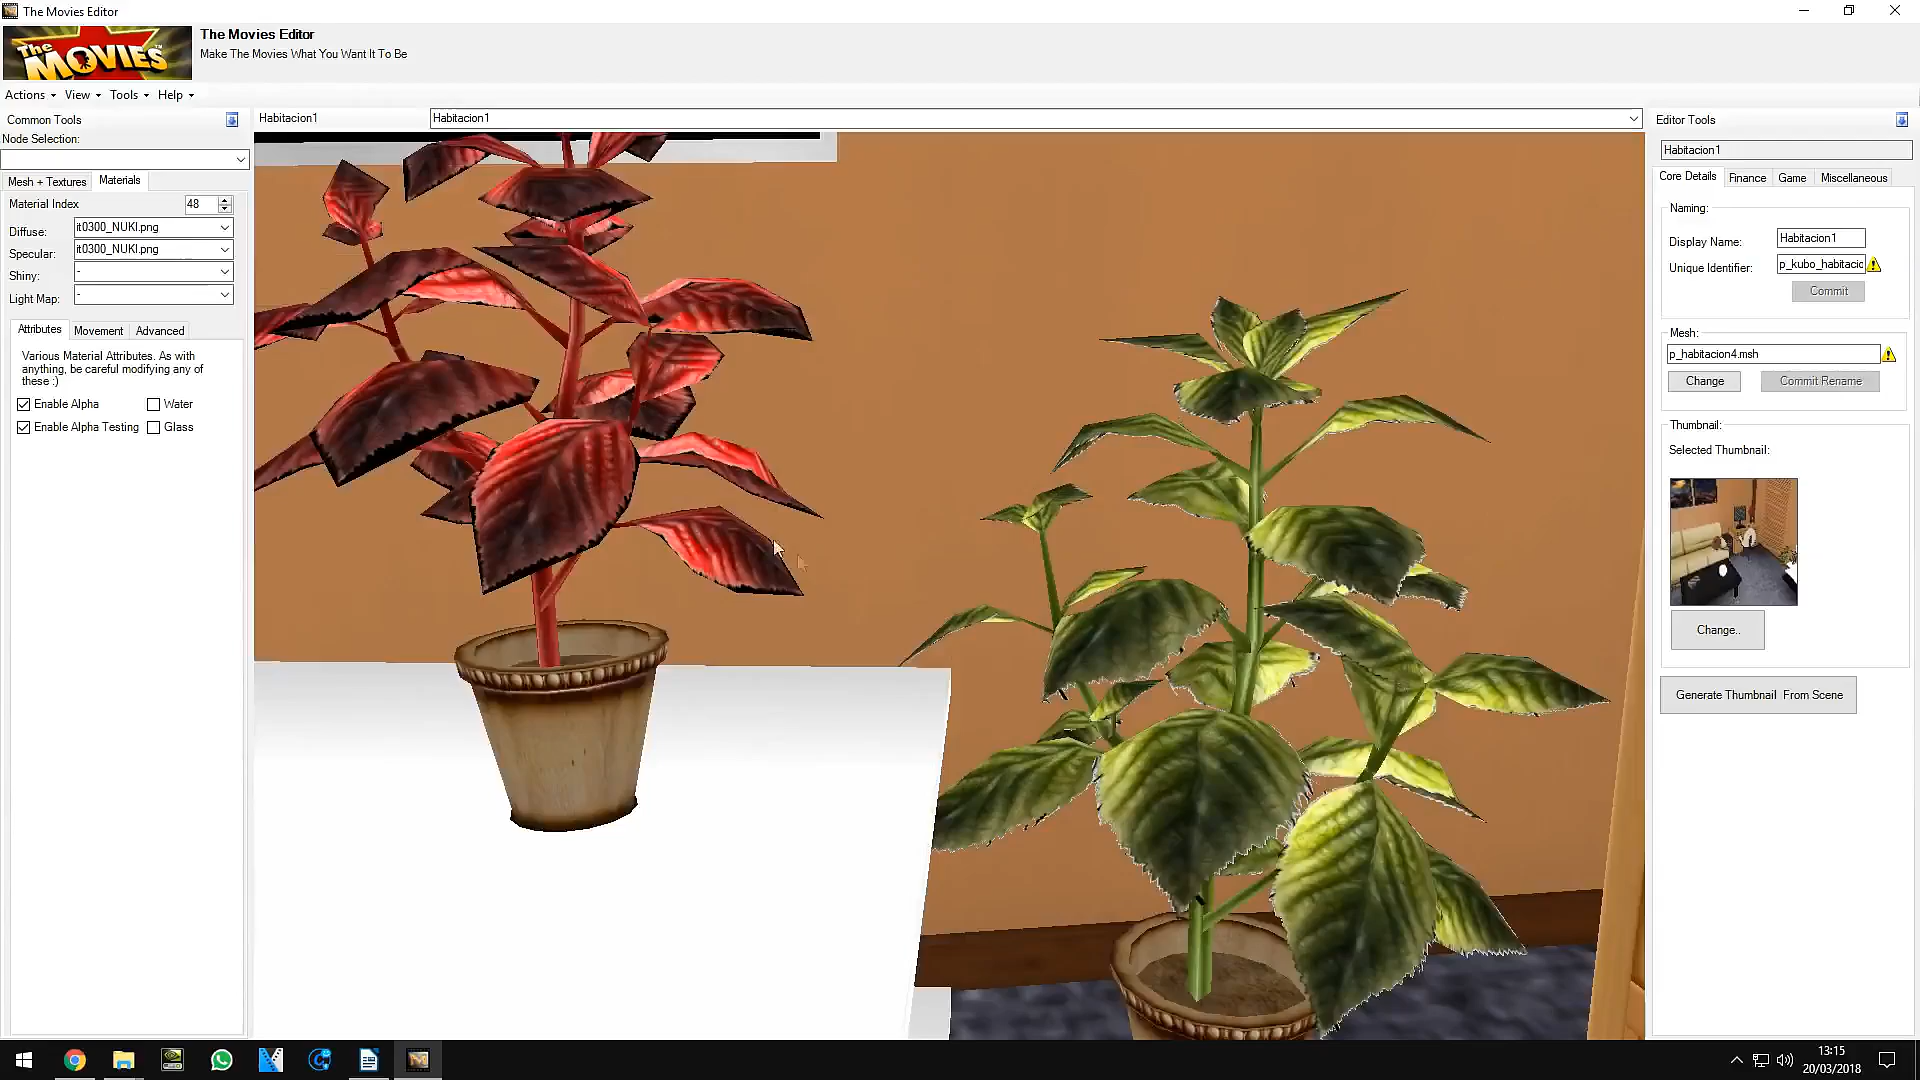 The Movies Editor
The MOVIES
The Movies Editor
Make The Movies What You Want It To Be
Actions View Tools Help
Common Tools
Node Selection:
Mesh + Textures Materials
Material Index 48
Diffuse: it0300_NUKI.png
Specular: it0300_NUKI.png
Shiny: -
Light Map: -
Attributes Movement Advanced
Various Material Attributes. As with
anything, be careful modifying any of
these :)
Enable Alpha Water
Enable Alpha Testing Glass
Habitacion1 Habitacion1
Editor Tools
Habitacion1
Core Details Finance Game Miscellaneous
Naming:
Display Name: Habitacion1
Unique Identifier: p_kubo_habitacic
Commit
Mesh:
p_habitacion4.msh
Change Commit Rename
Thumbnail:
Selected Thumbnail:
Change..
Generate Thumbnail From Scene
13:15
20/03/2018